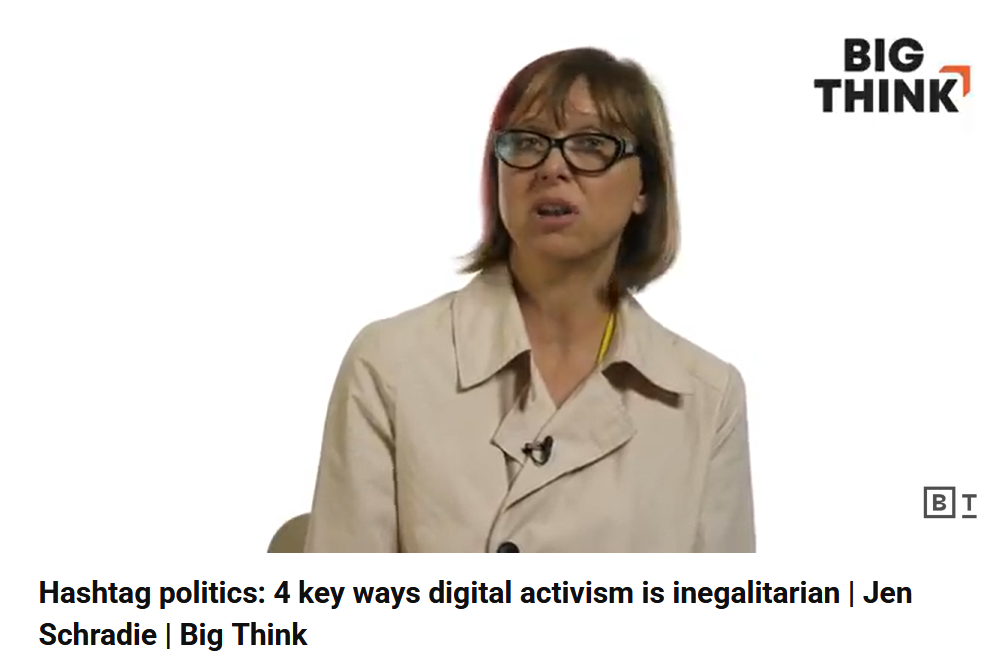 BIG
THINK
B T
Hashtag politics: 4 key ways digital activism is inegalitarian | Jen
Schradie | Big Think